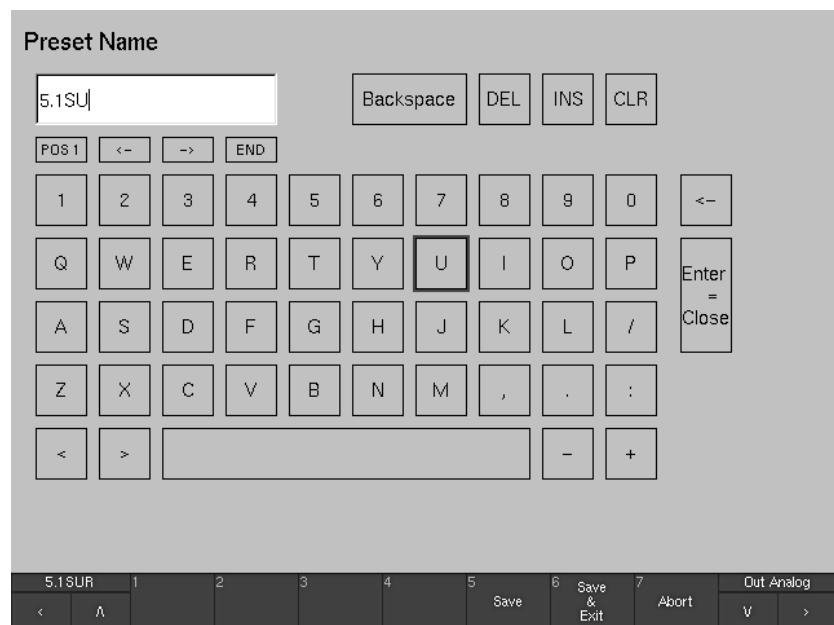 Preset Name
5.1SU
Backspace DEL INS CLR
POS 1 <- -> END
1 2 3 4 5 6 7 8 9 0 <-
Q W E R T Y U I O P
Enter
=
Close
A S D F G H J K L /
Z X C V B N M , . :
< > - +
5.1SUR 1 2 3 4 5 Save 6 Save & Exit 7 Abort Out Analog
< Λ V >